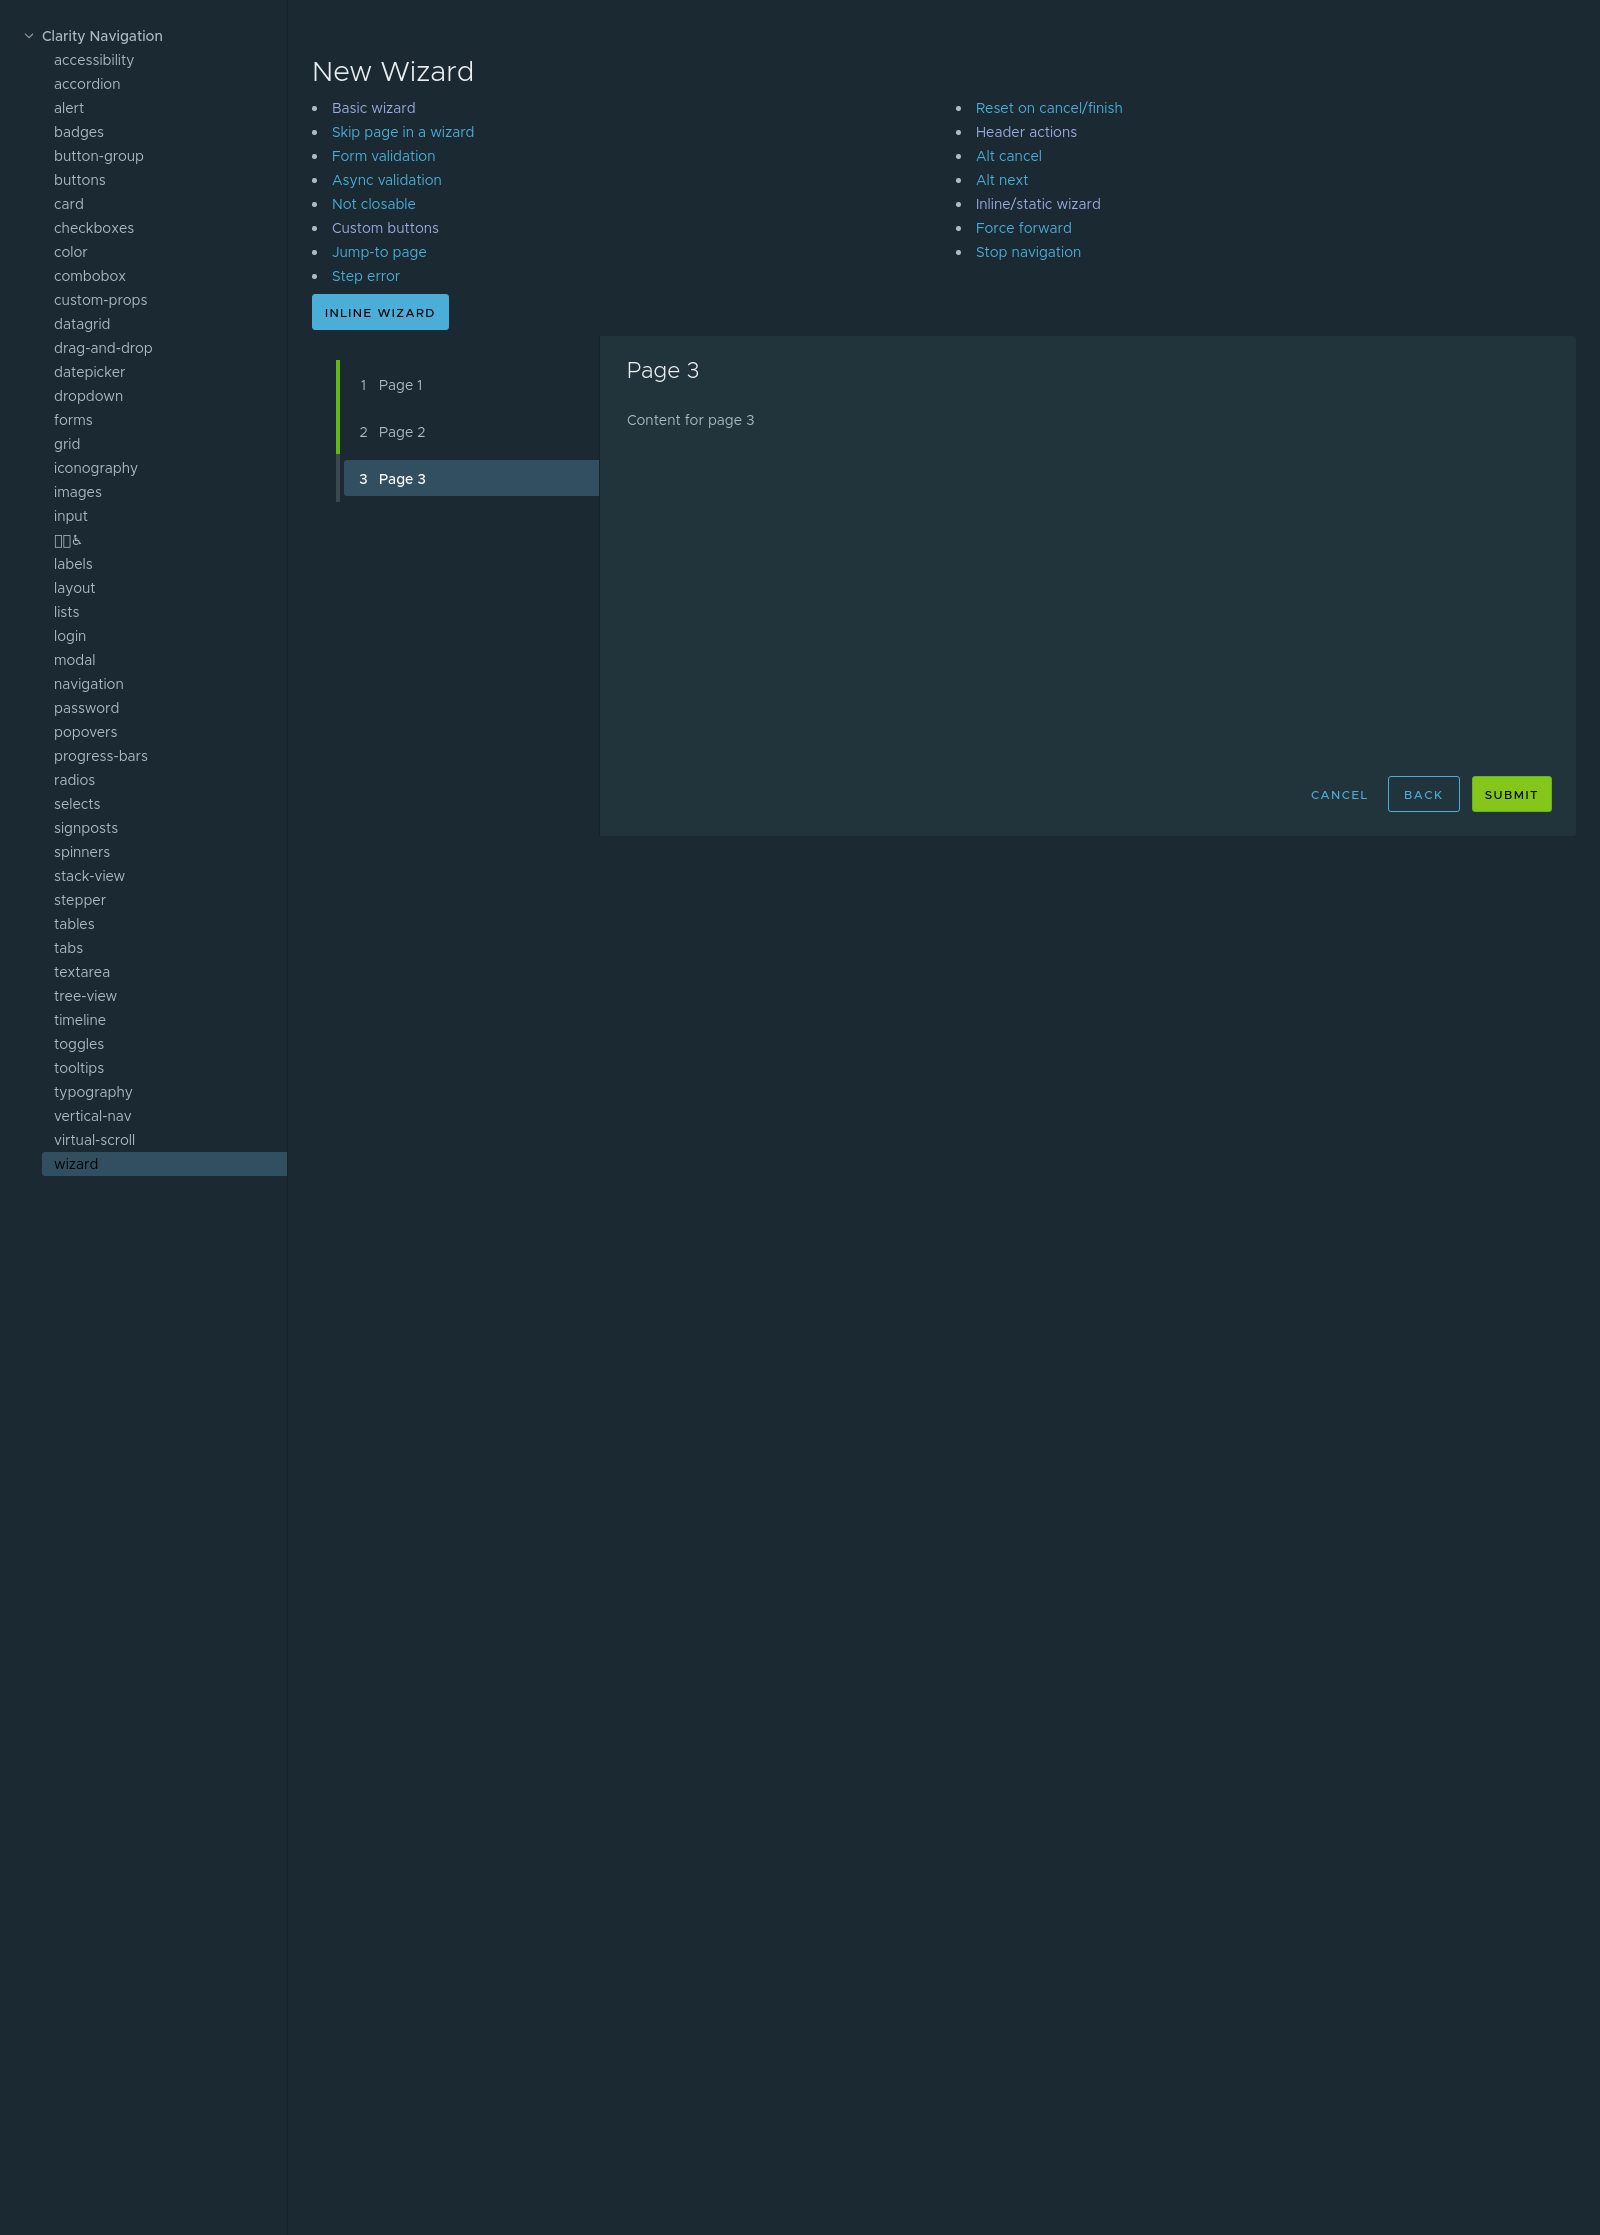 Clarity Navigation
accessibility
accordion
alert
badges
button-group
buttons
card
checkboxes
color
combobox
custom-props
datagrid
drag-and-drop
datepicker
dropdown
forms
grid
iconography
images
input
♿
labels
layout
lists
login
modal
navigation
password
popovers
progress-bars
radios
selects
signposts
spinners
stack-view
stepper
tables
tabs
textarea
tree-view
timeline
toggles
tooltips
typography
vertical-nav
virtual-scroll
wizard
New Wizard
Basic wizard
Skip page in a wizard
Form validation
Async validation
Not closable
Custom buttons
Jump-to page
Step error
Reset on cancel/finish
Header actions
Alt cancel
Alt next
Inline/static wizard
Force forward
Stop navigation
INLINE WIZARD
1 Page 1
2 Page 2
3 Page 3
Page 3
Content for page 3
CANCEL
BACK
SUBMIT